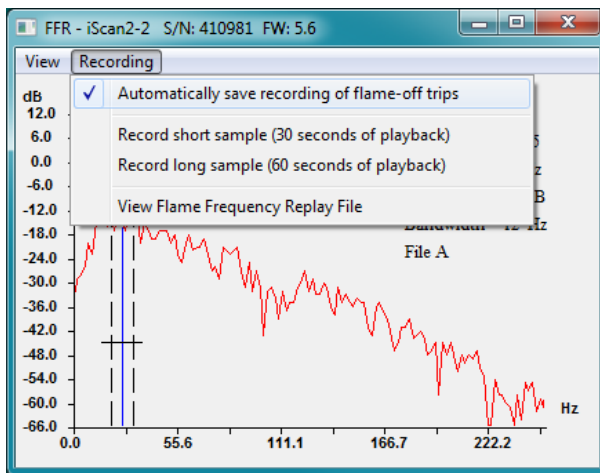 FFR - iScan2-2 S/N: 410981 FW: 5.6
View Recording
Automatically save recording of flame-off trips
Record short sample (30 seconds of playback)
Record long sample (60 seconds of playback)
View Flame Frequency Replay File
dB
12.0
6.0
0.0
-6.0
-12.0
-18.0
-24.0
-30.0
-36.0
-42.0
-48.0
-54.0
-60.0
-66.0
5
z
B
Bandwidth 12 Hz
File A
Hz
0.0 55.6 111.1 166.7 222.2